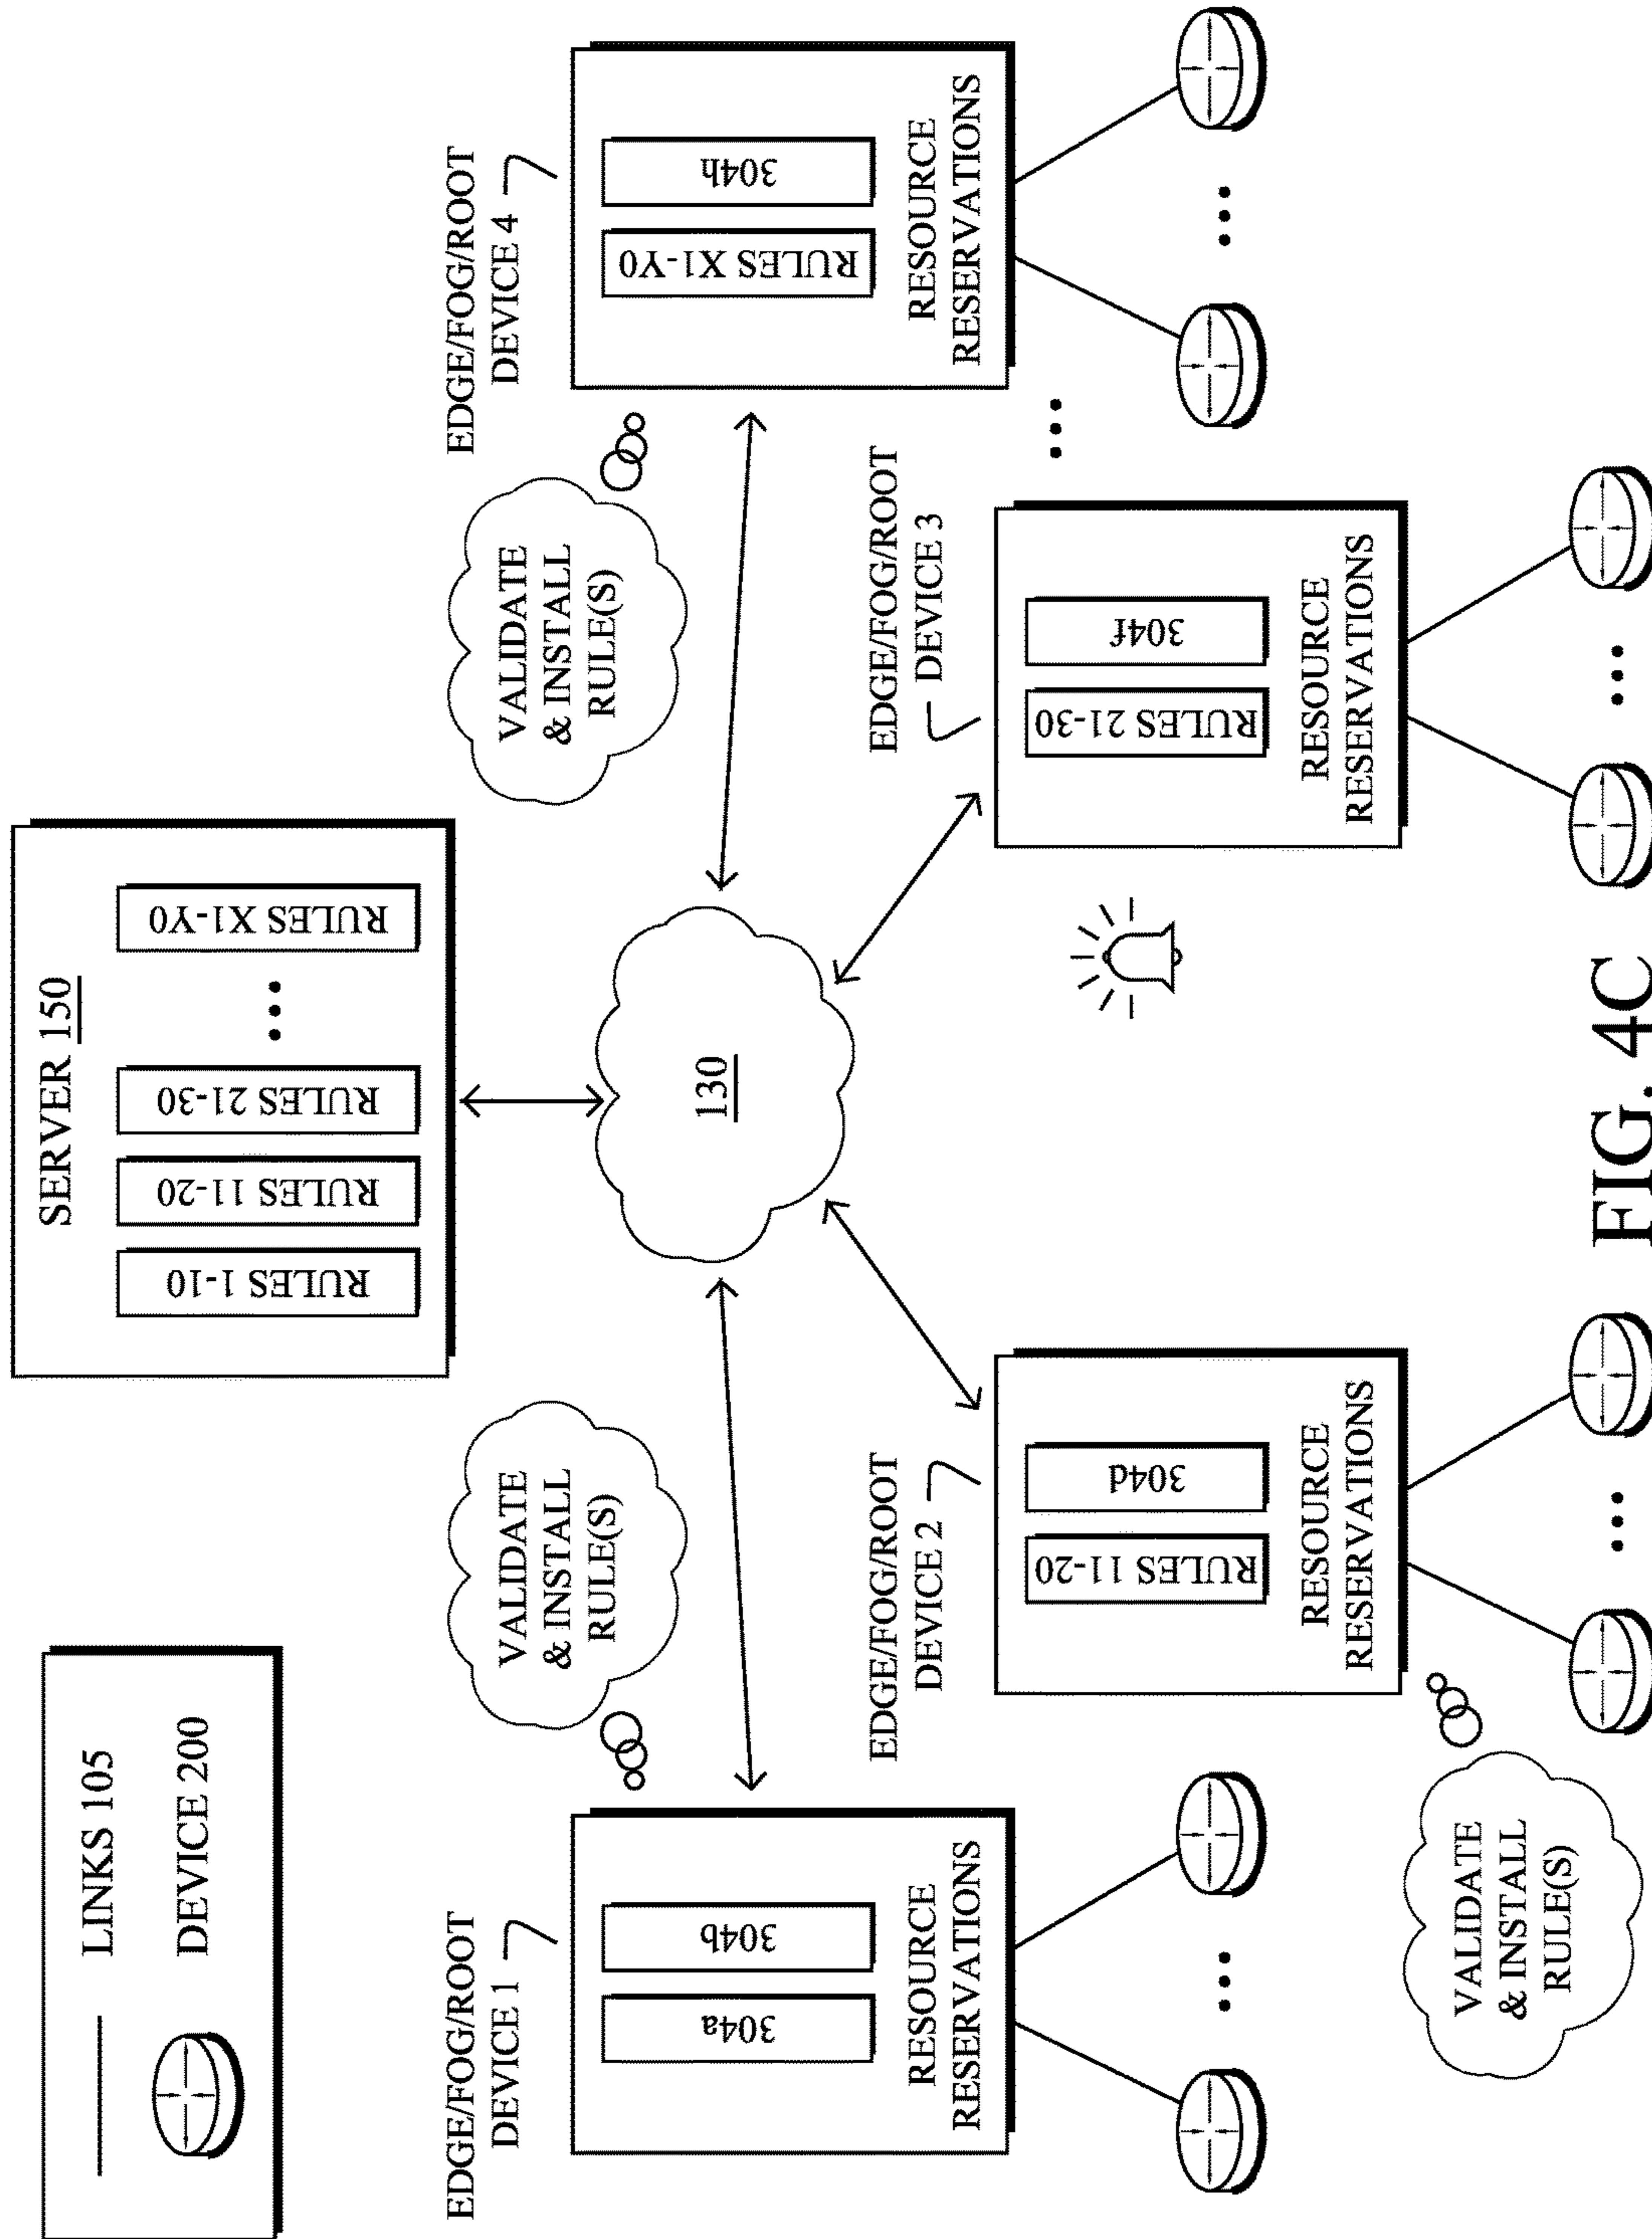 LINKS 105
DEVICE 200
SERVER 150
RULES 1-10
RULES 11-20
RULES 21-30
...
RULES X1-Y0
EDGE/FOG/ROOT
DEVICE 1
304a
304b
RESOURCE
RESERVATIONS
...
VALIDATE
& INSTALL
RULE(S)
130
VALIDATE
& INSTALL
RULE(S)
EDGE/FOG/ROOT
DEVICE 4
RULES X1-Y0
304h
RESOURCE
RESERVATIONS
...
EDGE/FOG/ROOT
DEVICE 2
RULES 11-20
304d
RESOURCE
RESERVATIONS
...
VALIDATE
& INSTALL
RULE(S)
EDGE/FOG/ROOT
DEVICE 3
...
RULES 21-30
304f
RESOURCE
RESERVATIONS
...
FIG. 4C